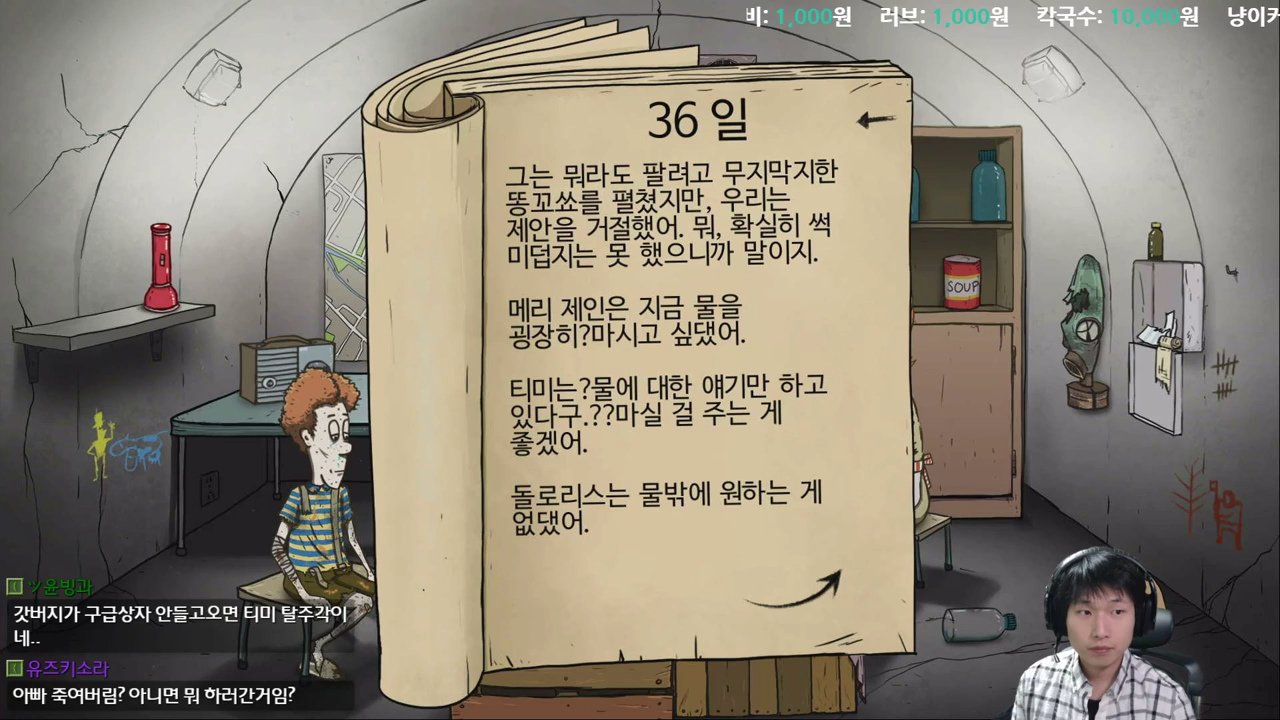 비: 1,000원 러브: 1,000원 칵국수: 10,000원 냥이카
36 일
그는 뭐라도 팔려고 무지막지한
똥꼬쑈를 펼쳤지만, 우리는
제안을 거절했어. 뭐, 확실히 썩
미덥지는 못 했으니까 말이지.
메리 제인은 지금 물을
굉장히?마시고 싶댔어.
티미는?물에 대한 얘기만 하고
있다구.??마실 걸 주는 게
좋겠어.
돌로리스는 물밖에 원하는 게
없댔어.
SOUP
ツ윤빙과
갓버지가 구급상자 안들고오면 티미 탈주각이
네..
유즈키소라
아빠 죽여버림? 아니면 뭐 하러간거임?